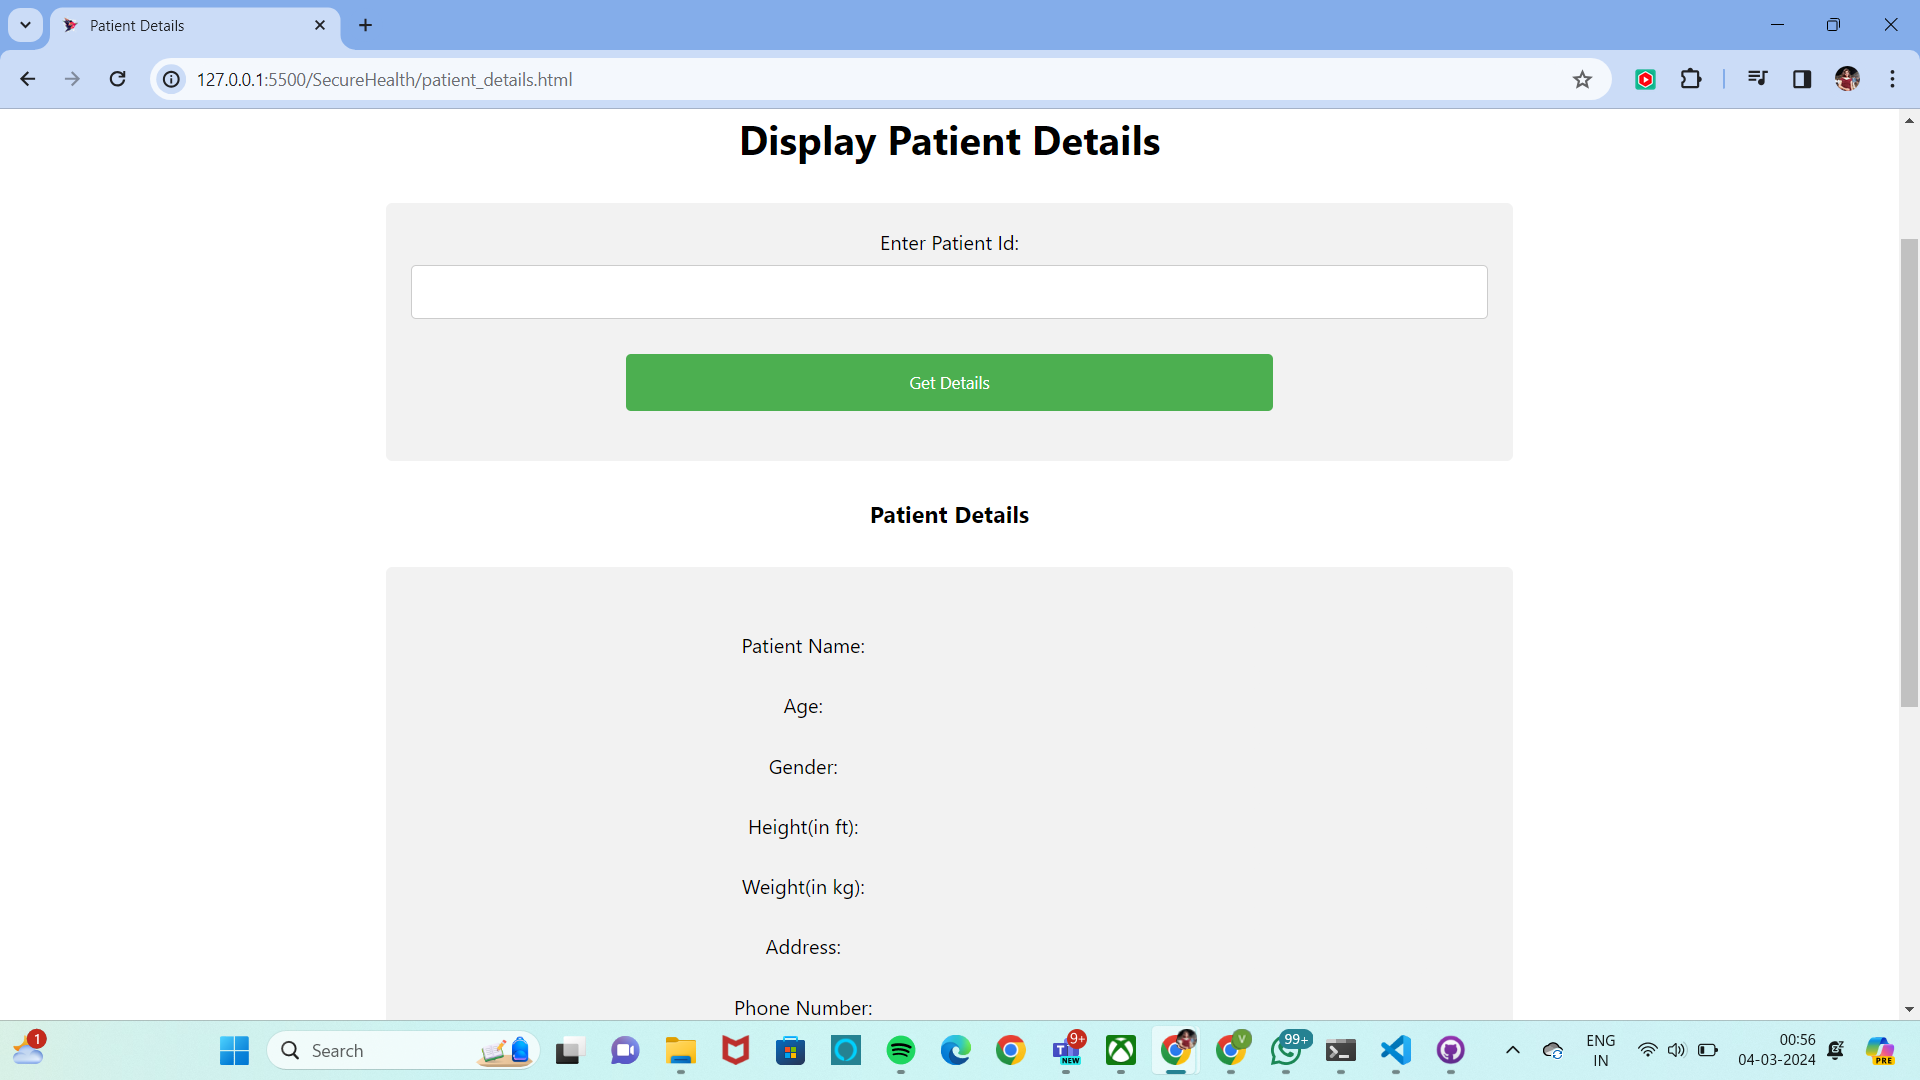 Patient Details
127.0.0.1:5500/SecureHealth/patient_details.html
Display Patient Details
Enter Patient Id:
Get Details
Patient Details
Patient Name:
Age:
Gender:
Height(in ft):
Weight(in kg):
Address:
Phone Number:
1
Search
9+
NEW
V
99+
ENG
IN
00:56
04-03-2024
PRE